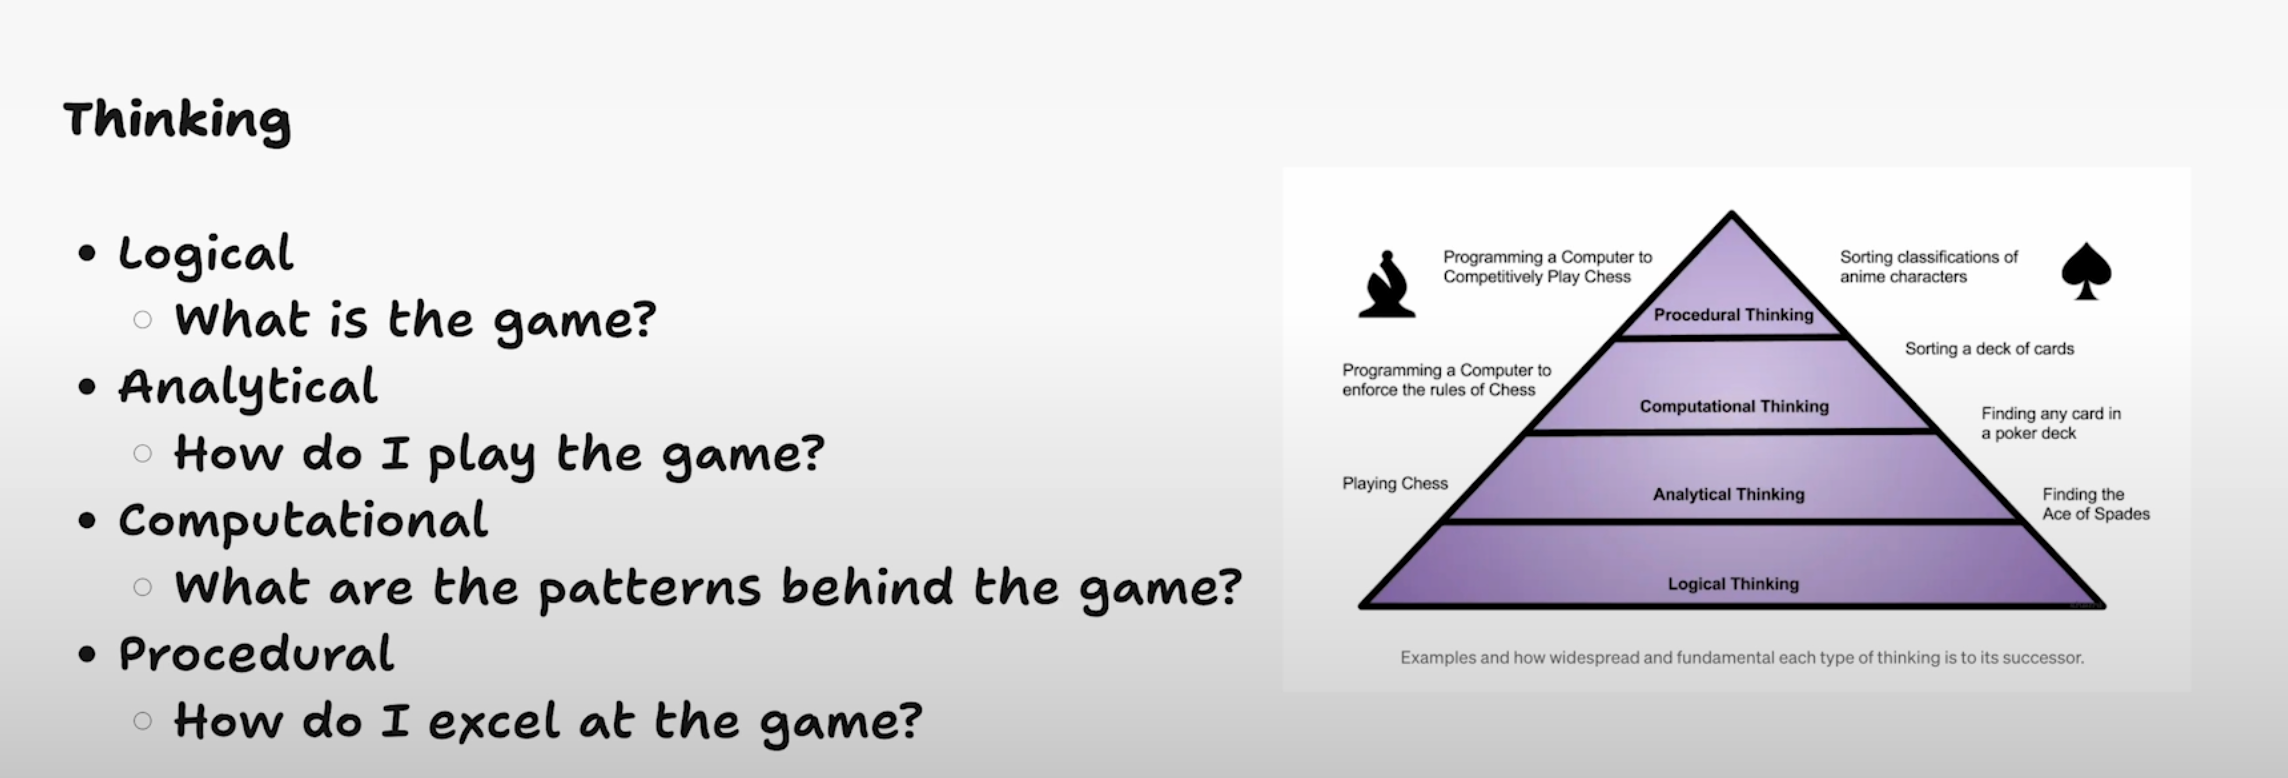 Thinking
Logical
What is the game?
Analytical
How do I play the game?
Computational
What are the patterns behind the game?
Procedural
How do I excel at the game?
Programming a Computer to
Competitively Play Chess
Sorting classifications of
anime characters
Procedural Thinking
Sorting a deck of cards
Programming a Computer to
enforce the rules of Chess
Computational Thinking
Finding any card in
a poker deck
Playing Chess
Analytical Thinking
Finding the
Ace of Spades
Logical Thinking
Examples and how widespread and fundamental each type of thinking is to its successor.